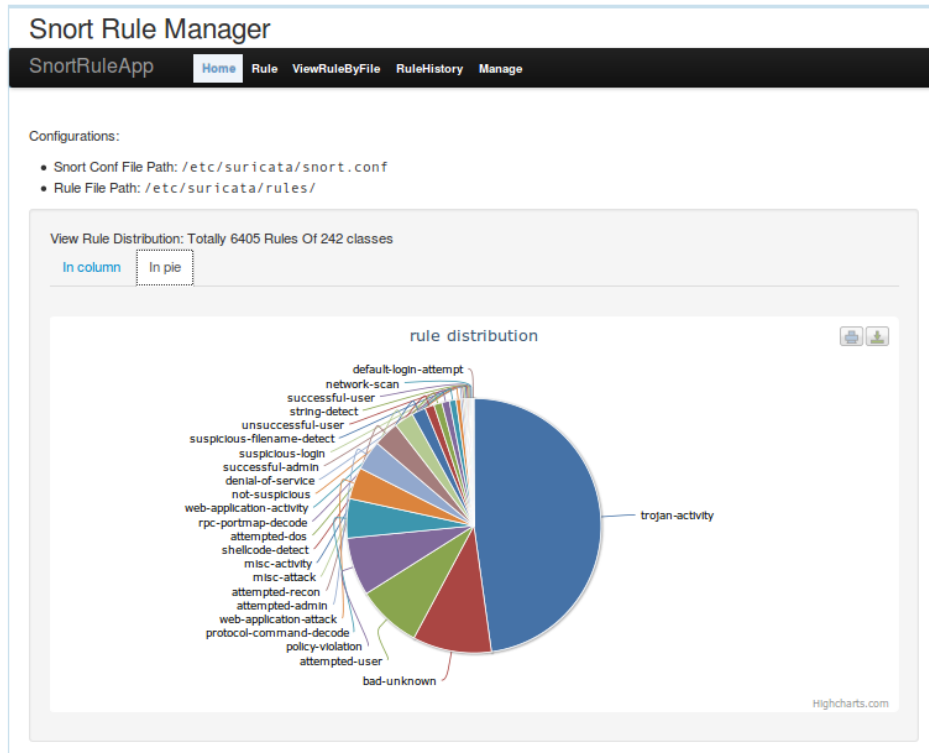 Snort Rule Manager
SnortRuleApp Home Rule ViewRuleByFile RuleHistory Manage
Configurations:
• Snort Conf File Path: /etc/suricata/snort.conf
• Rule File Path: /etc/suricata/rules/
View Rule Distribution: Totally 6405 Rules Of 242 classes
In column In pie
rule distribution
default-login-attempt
network-scan
successful-user
string-detect
unsuccessful-user
suspicious-filename-detect
suspicious-login
successful-admin
denial-of-service
not-suspicious
web-application-activity
rpc-portmap-decode
attempted-dos
shellcode-detect
misc-activity
misc-attack
attempted-recon
attempted-admin
web-application-attack
protocol-command-decode
policy-violation
attempted-user
bad-unknown
trojan-activity
Highcharts.com